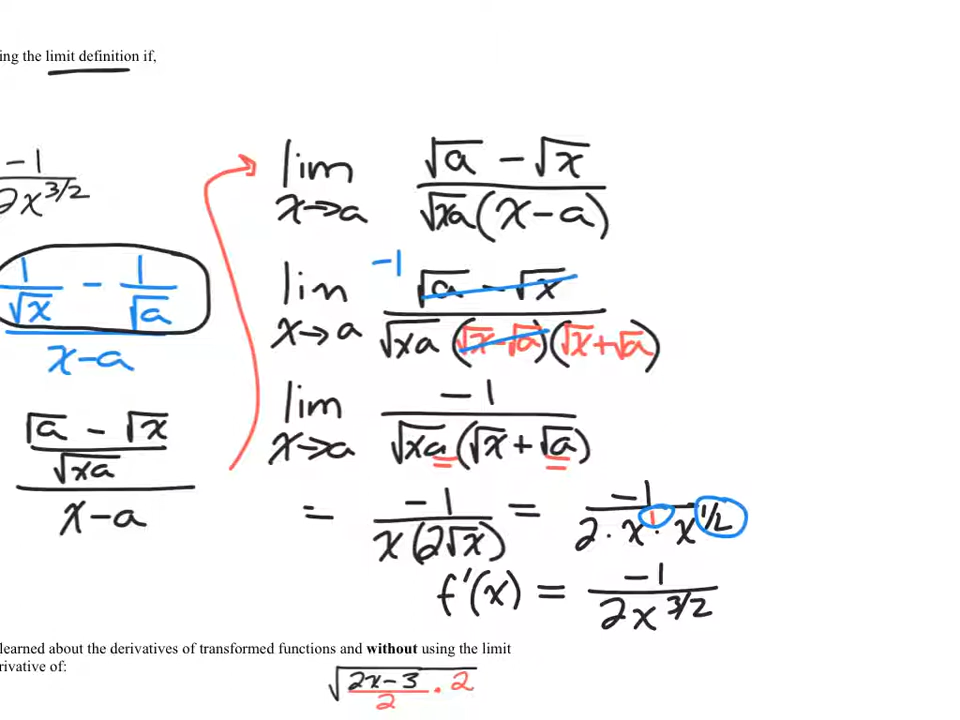 ing the limit definition if,
-1 / 2x^3/2
1/√x - 1/√a
x-a
√a - √x
√xa
x-a
lim x→a (√a - √x) / (√xa (x-a))
-1
lim x→a (√a - √x) / (√xa (√x-√a)(√x+√a))
lim x→a -1 / (√xa (√x + √a))
= -1 / (x(2√x)) = -1 / (2 · x^1 · x^1/2)
f'(x) = -1 / 2x^3/2
learned about the derivatives of transformed functions and without using the limit
rivative of:
√((2x-3)/2 · 2)